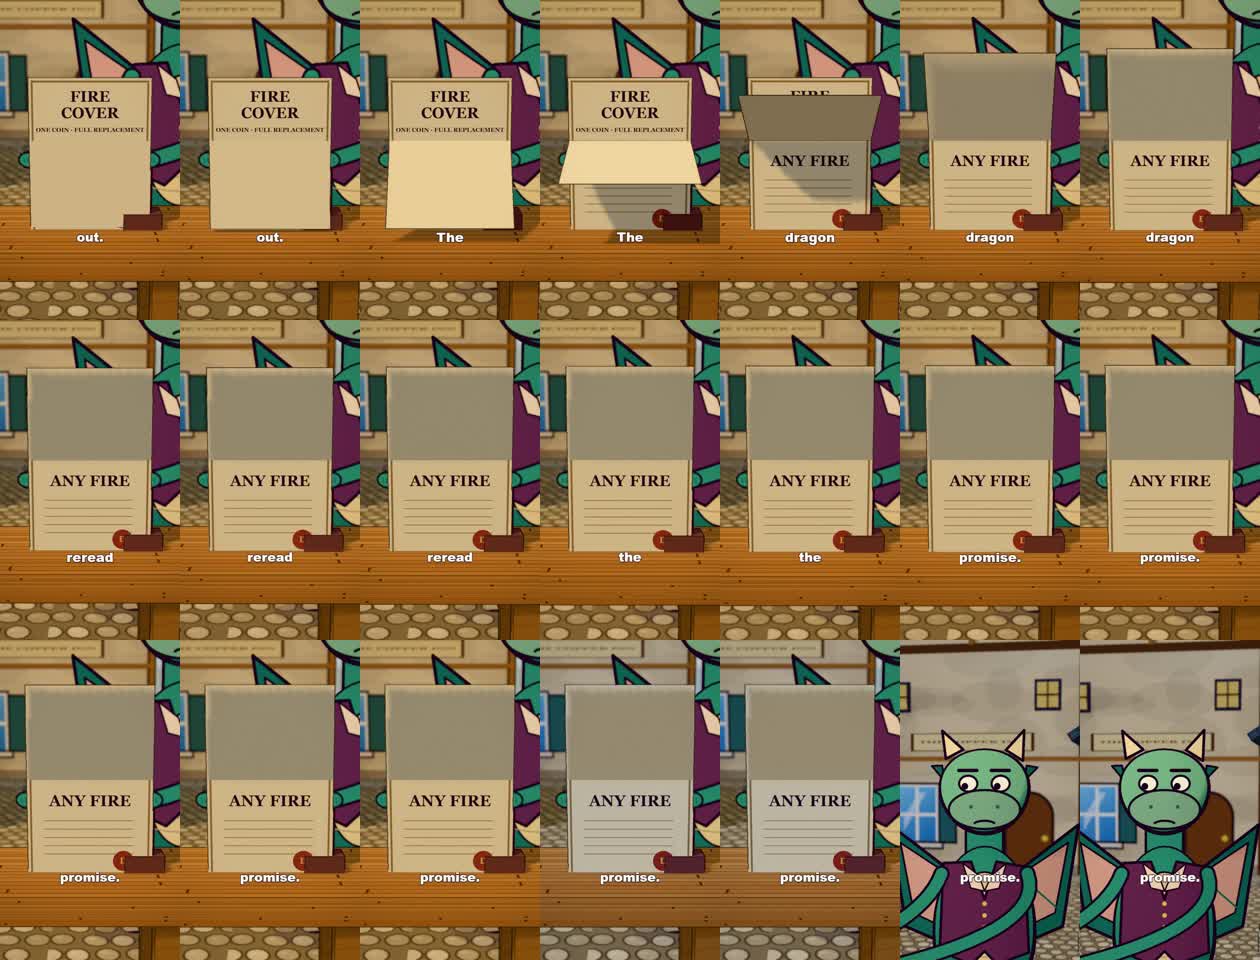 FIRE
COVER
ONE COIN - FULL REPLACEMENT
out.
FIRE
COVER
ONE COIN - FULL REPLACEMENT
out.
FIRE
COVER
ONE COIN - FULL REPLACEMENT
The
FIRE
COVER
ONE COIN - FULL REPLACEMENT
The
FIRE
ANY FIRE
dragon
ANY FIRE
dragon
ANY FIRE
dragon
ANY FIRE
reread
ANY FIRE
reread
ANY FIRE
reread
ANY FIRE
the
ANY FIRE
the
ANY FIRE
promise.
ANY FIRE
promise.
ANY FIRE
promise.
ANY FIRE
promise.
ANY FIRE
promise.
ANY FIRE
promise.
ANY FIRE
promise.
promise.
promise.